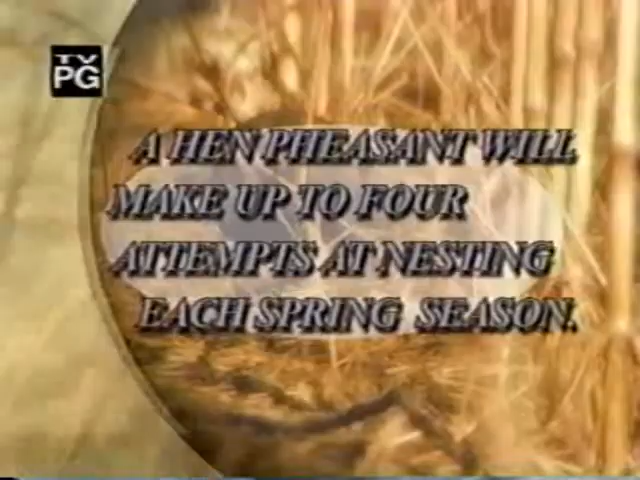 TV
PG
A HEN PHEASANT WILL
MAKE UP TO FOUR
ATTEMPTS AT NESTING
EACH SPRING SEASON.